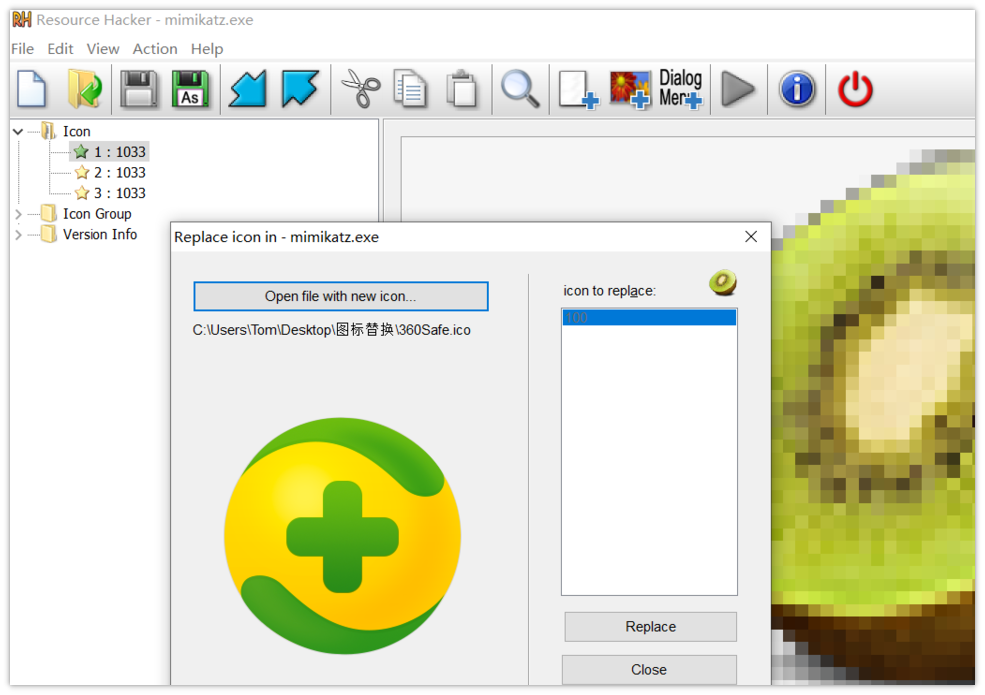 Resource Hacker - mimikatz.exe
File Edit View Action Help
As
Dialog
Menu
Icon
1 : 1033
2 : 1033
3 : 1033
Icon Group
Version Info
Replace icon in - mimikatz.exe
Open file with new icon...
C:\Users\Tom\Desktop\图标替换\360Safe.ico
icon to replace:
100
Replace
Close